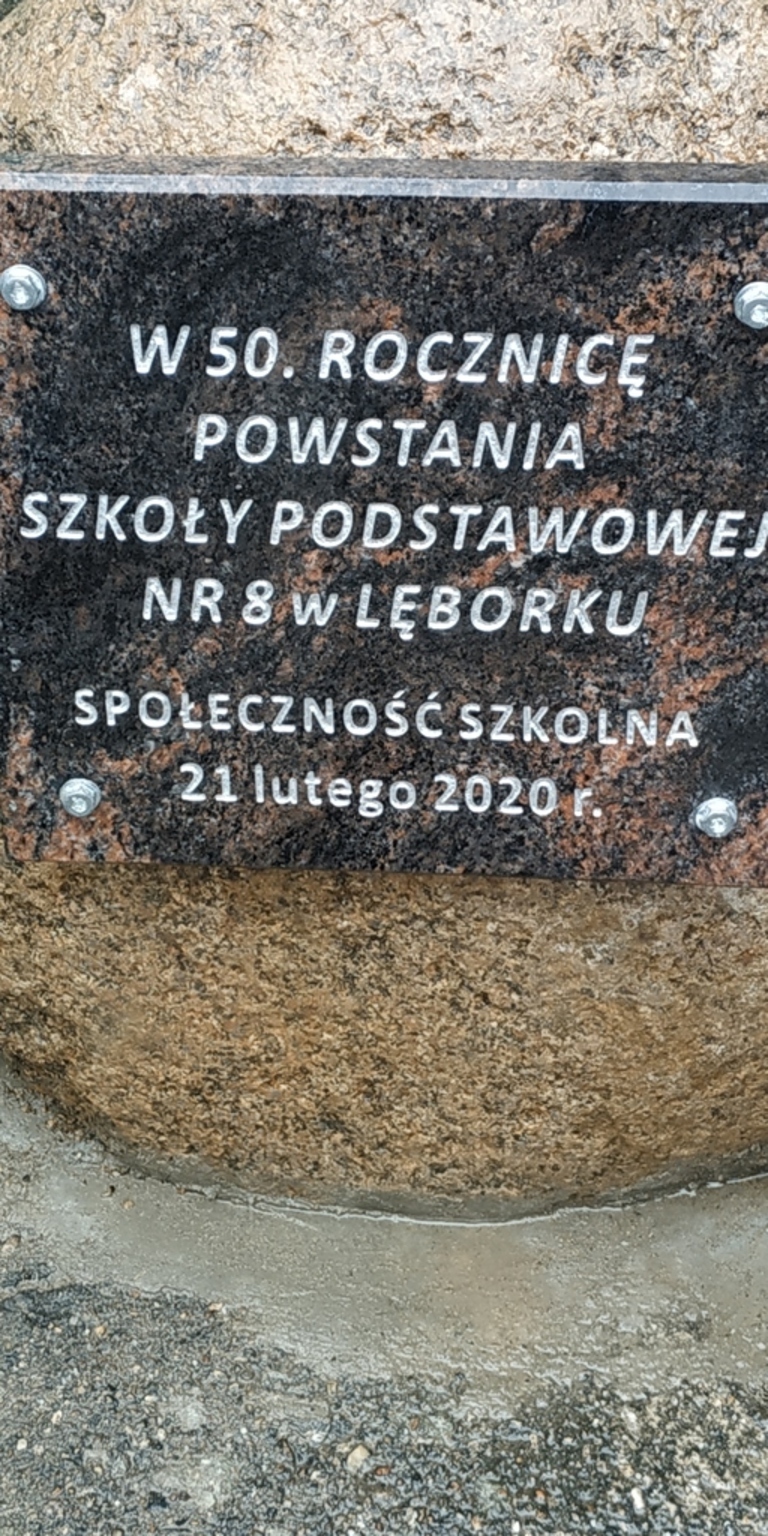 W 50. ROCZNICĘ
POWSTANIA
SZKOŁY PODSTAWOWEJ
NR 8 w LĘBORKU
SPOŁECZNOŚĆ SZKOLNA
21 lutego 2020 r.